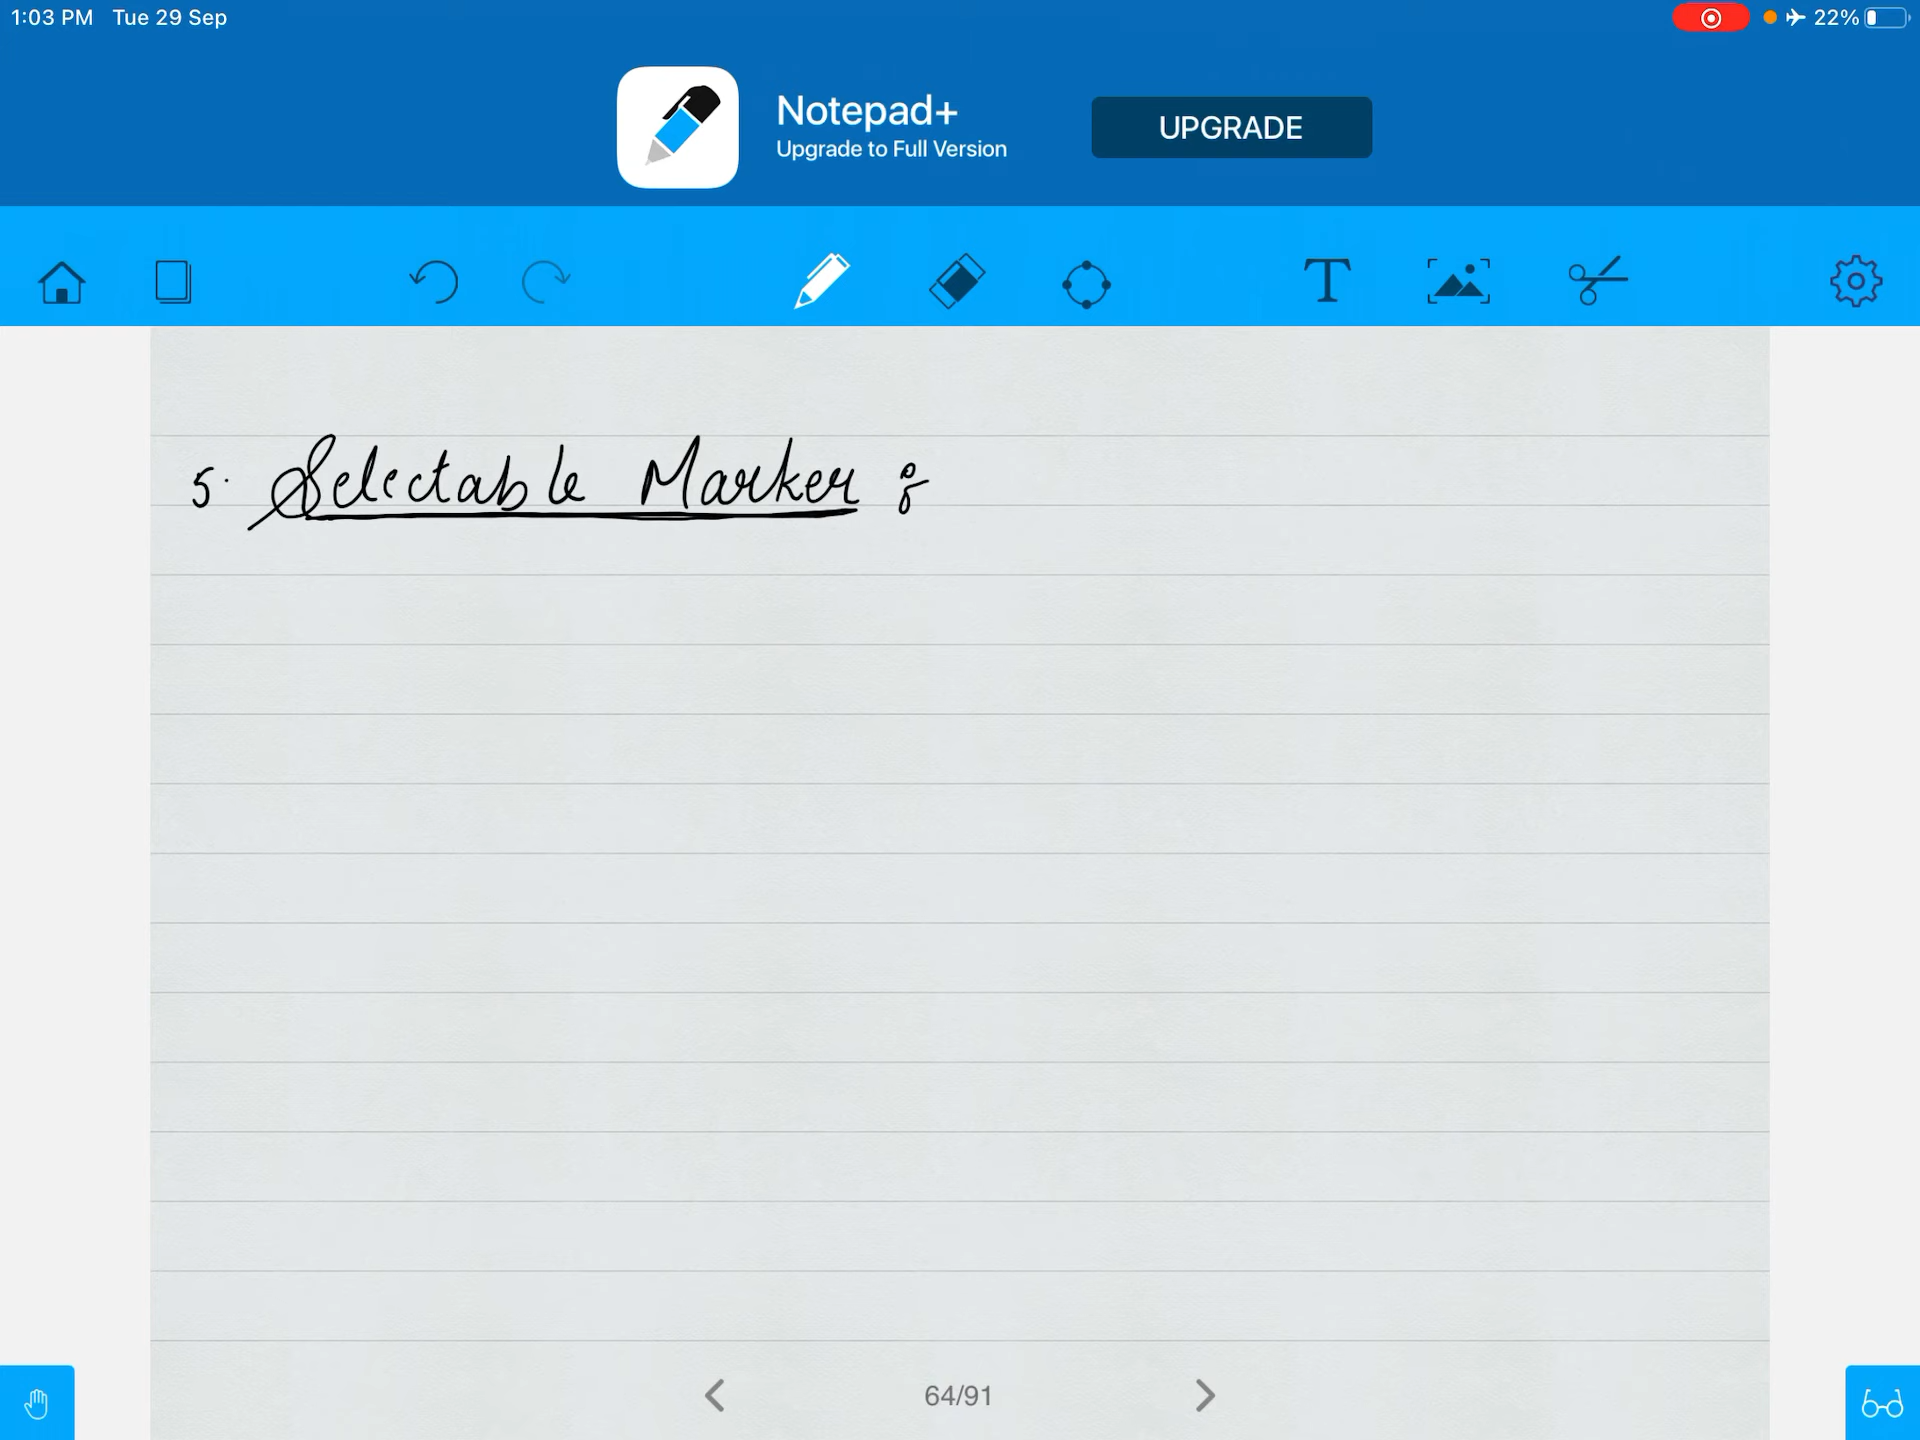 1:03 PM Tue 29 Sep
22%
Notepad+
Upgrade to Full Version
UPGRADE
T
5. Selectable Marker :
64/91